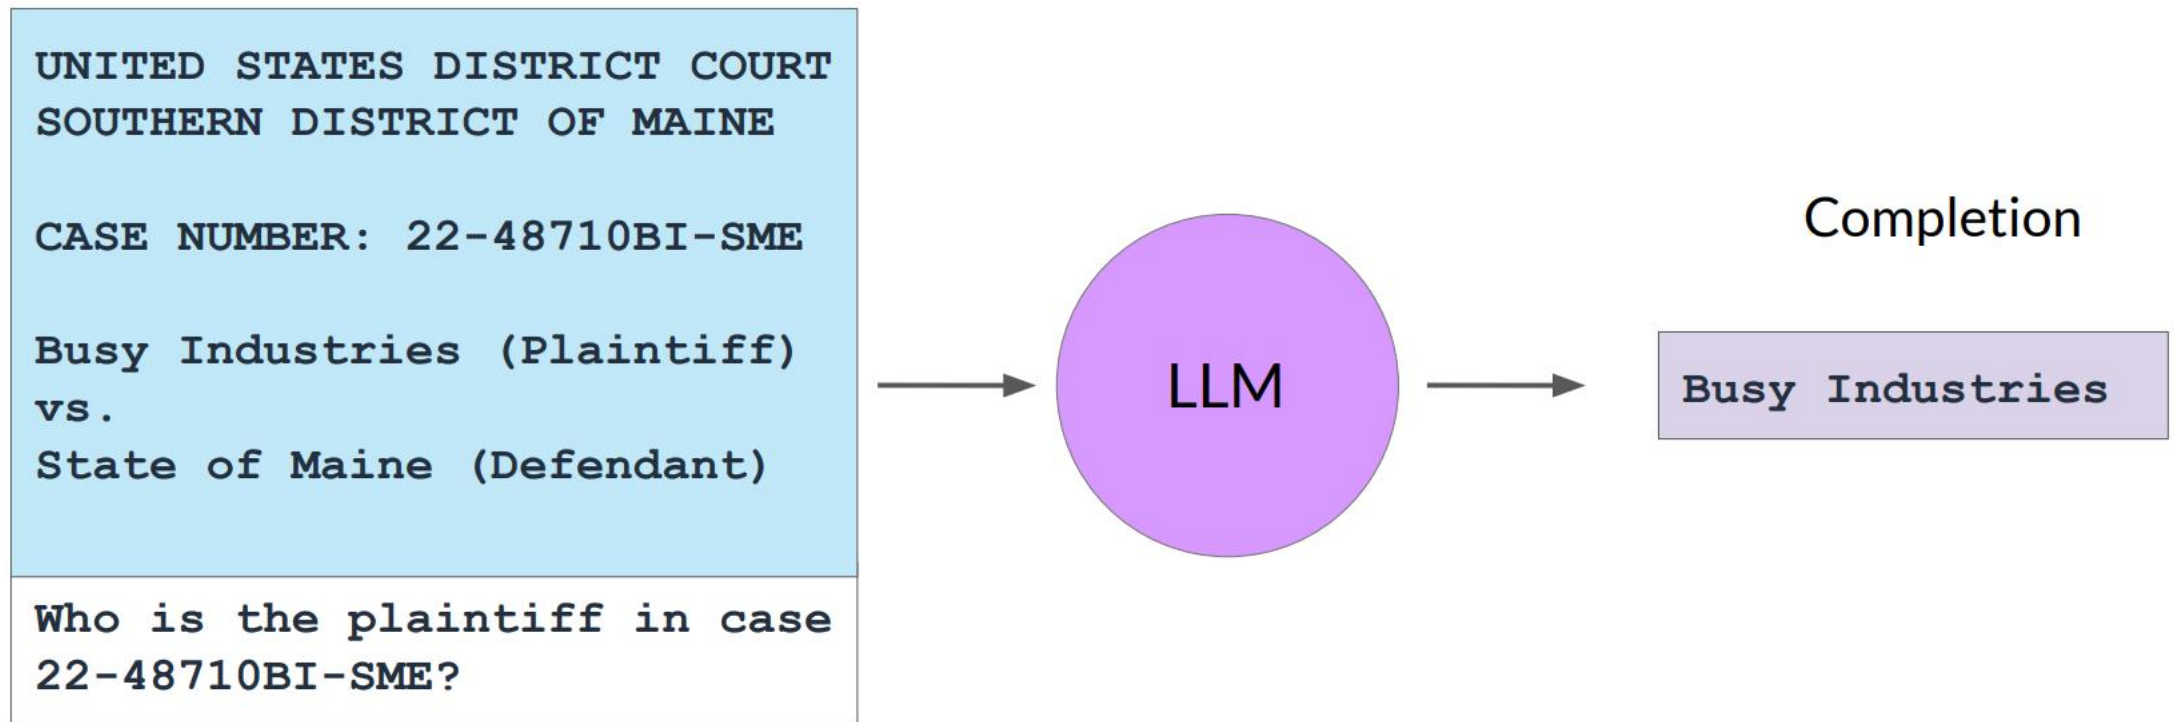 UNITED STATES DISTRICT COURT
SOUTHERN DISTRICT OF MAINE
CASE NUMBER: 22-48710BI-SME
Busy Industries (Plaintiff)
vs.
State of Maine (Defendant)
Who is the plaintiff in case
22-48710BI-SME?
LLM
Completion
Busy Industries